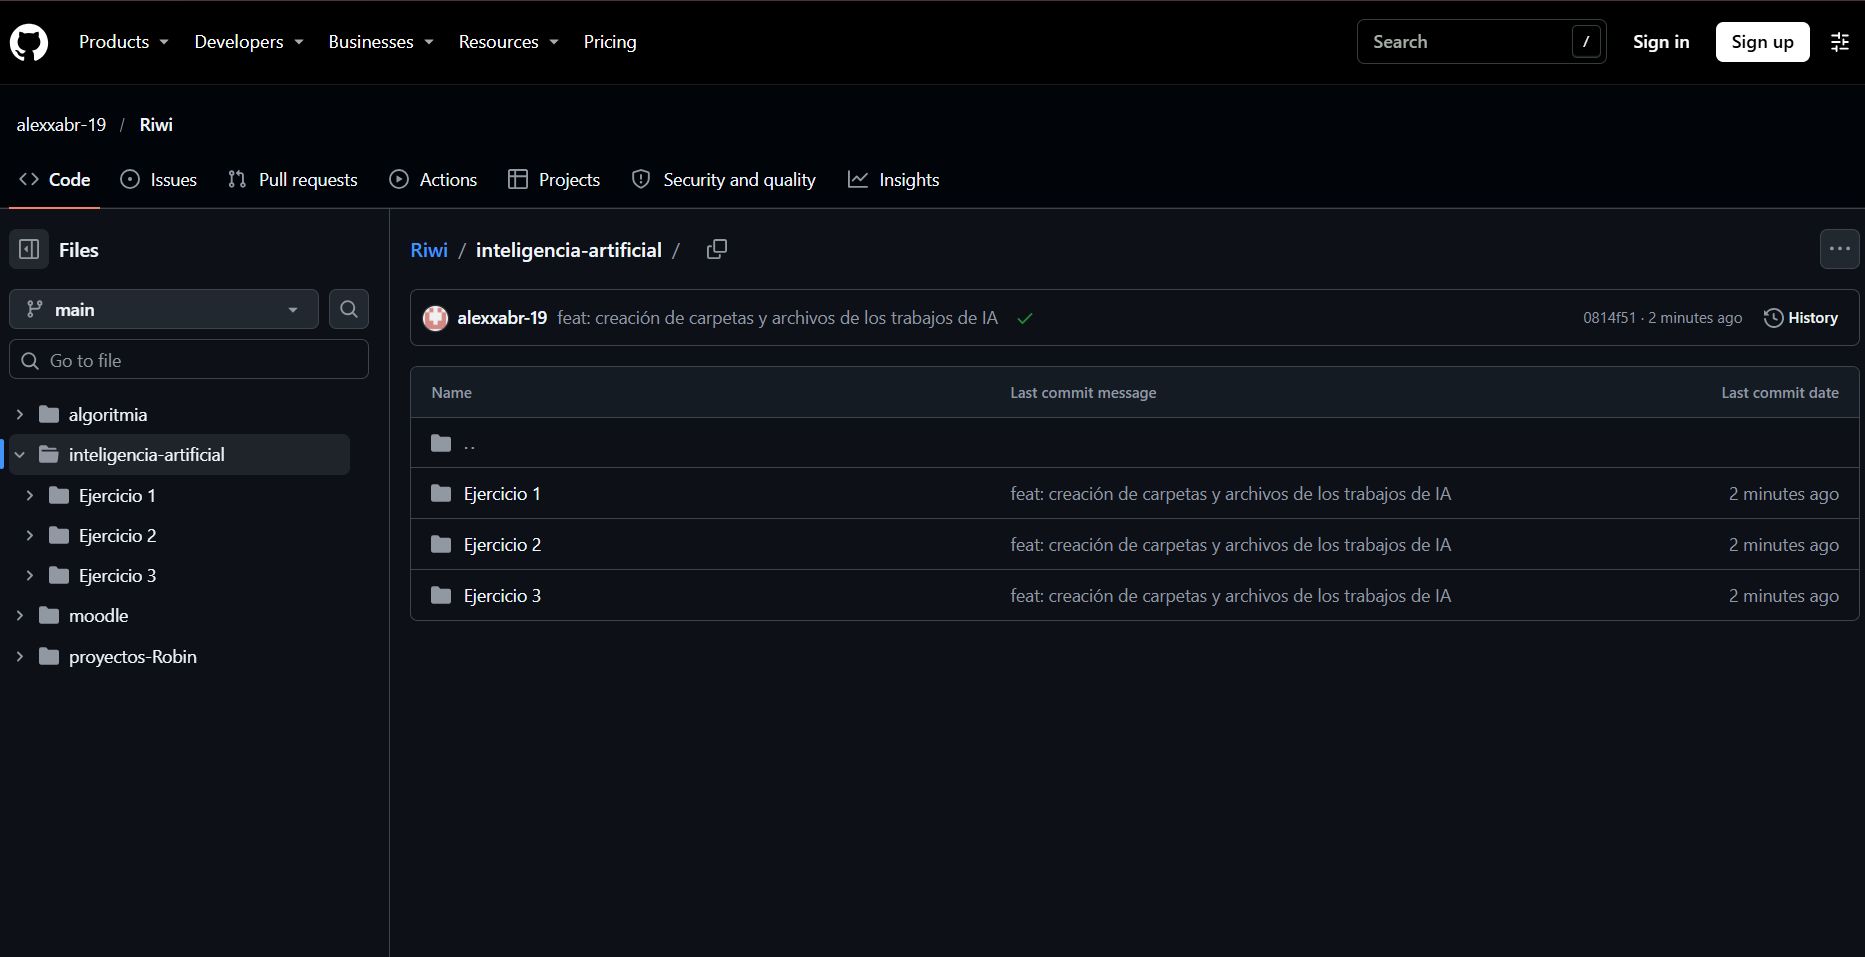 Products Developers Businesses Resources Pricing Search / Sign in Sign up
alexxabr-19 / Riwi
Code Issues Pull requests Actions Projects Security and quality Insights
Files
main
Go to file
algoritmia
inteligencia-artificial
Ejercicio 1
Ejercicio 2
Ejercicio 3
moodle
proyectos-Robin
Riwi / inteligencia-artificial /
alexxabr-19 feat: creación de carpetas y archivos de los trabajos de IA 0814f51 · 2 minutes ago History
Name Last commit message Last commit date
..
Ejercicio 1 feat: creación de carpetas y archivos de los trabajos de IA 2 minutes ago
Ejercicio 2 feat: creación de carpetas y archivos de los trabajos de IA 2 minutes ago
Ejercicio 3 feat: creación de carpetas y archivos de los trabajos de IA 2 minutes ago